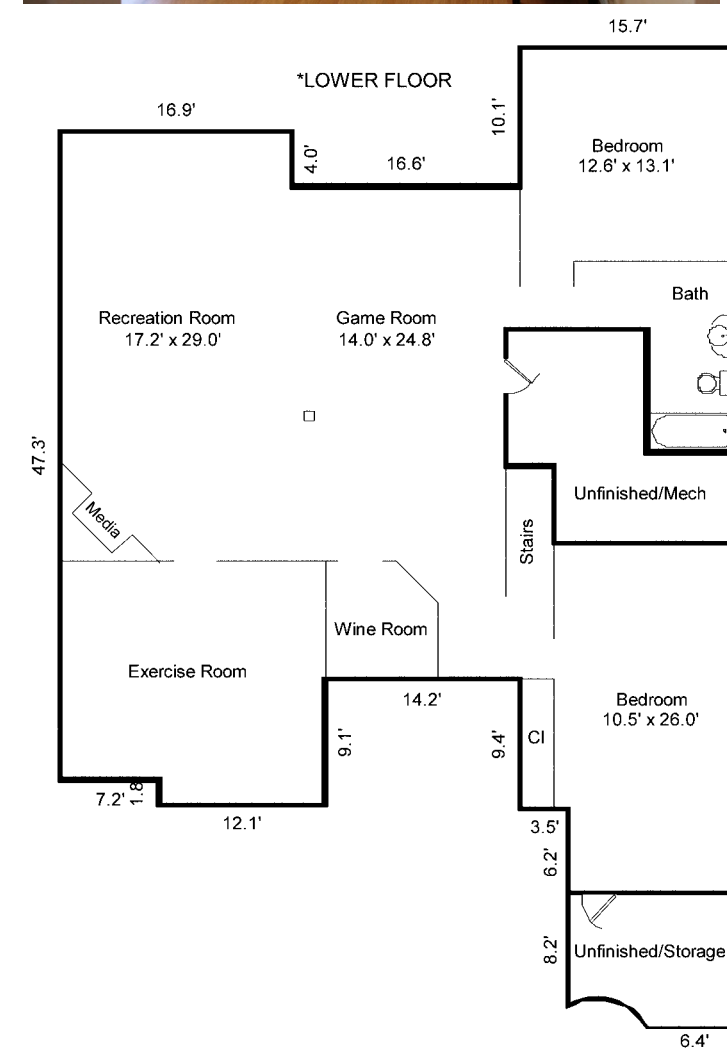 15.7'
*LOWER FLOOR
16.9'
10.1'
4.0'
16.6'
Bedroom
12.6' x 13.1'
Bath
Recreation Room
17.2' x 29.0'
Game Room
14.0' x 24.8'
47.3'
Media
Unfinished/Mech
Stairs
Wine Room
Exercise Room
14.2'
Bedroom
10.5' x 26.0'
9.1'
9.4'
Cl
7.2'
1.8
12.1'
3.5'
6.2'
8.2'
Unfinished/Storage
6.4'